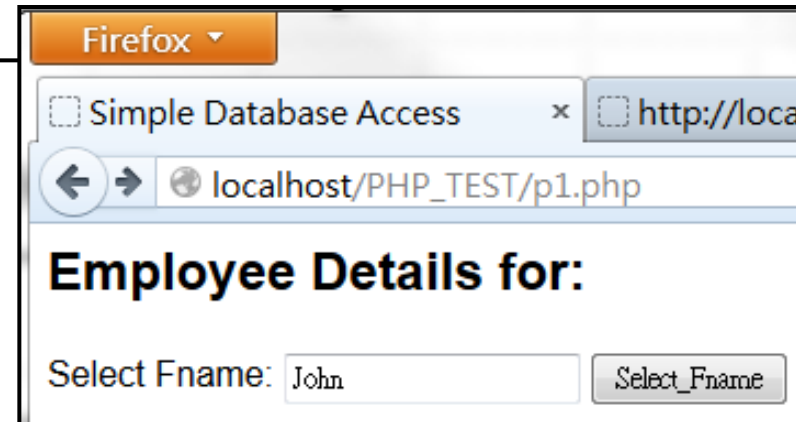 Firefox
Simple Database Access × http://loca
localhost/PHP_TEST/p1.php
Employee Details for:
Select Fname: John Select_Fname